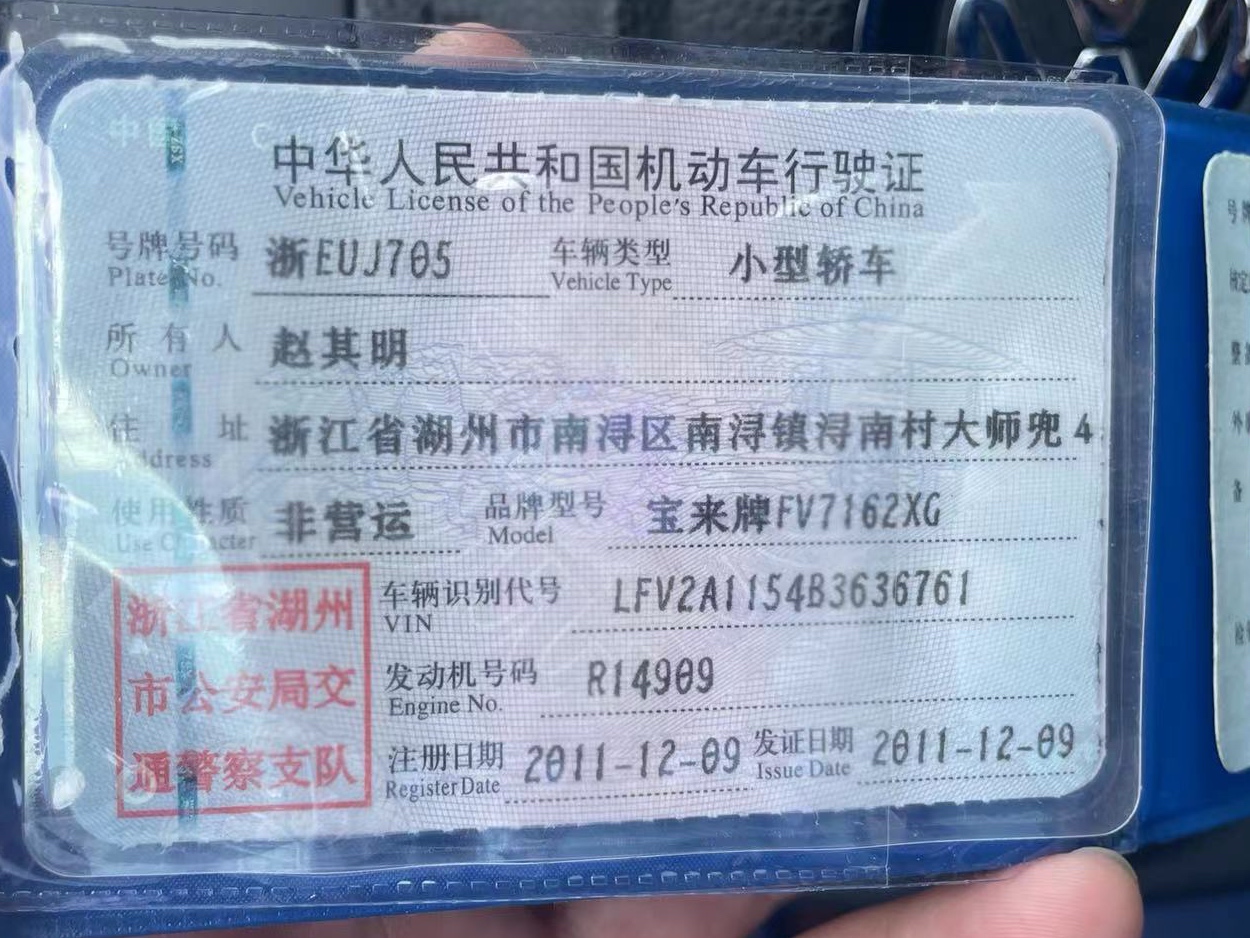 中华人民共和国机动车行驶证
Vehicle License of the People's Republic of China
号牌号码 浙EUJ705 车辆类型 小型轿车
Plate No. Vehicle Type
所有人 赵其明
Owner
住址 浙江省湖州市南浔区南浔镇浔南村大师兜4
Address
使用性质 非营运 品牌型号 宝来牌FV7162XG
Use Character Model
车辆识别代号 LFV2A1154B3636761
VIN
发动机号码 R14909
Engine No.
注册日期 2011-12-09 发证日期 2011-12-09
Register Date Issue Date
浙江省湖州
市公安局交
通警察支队